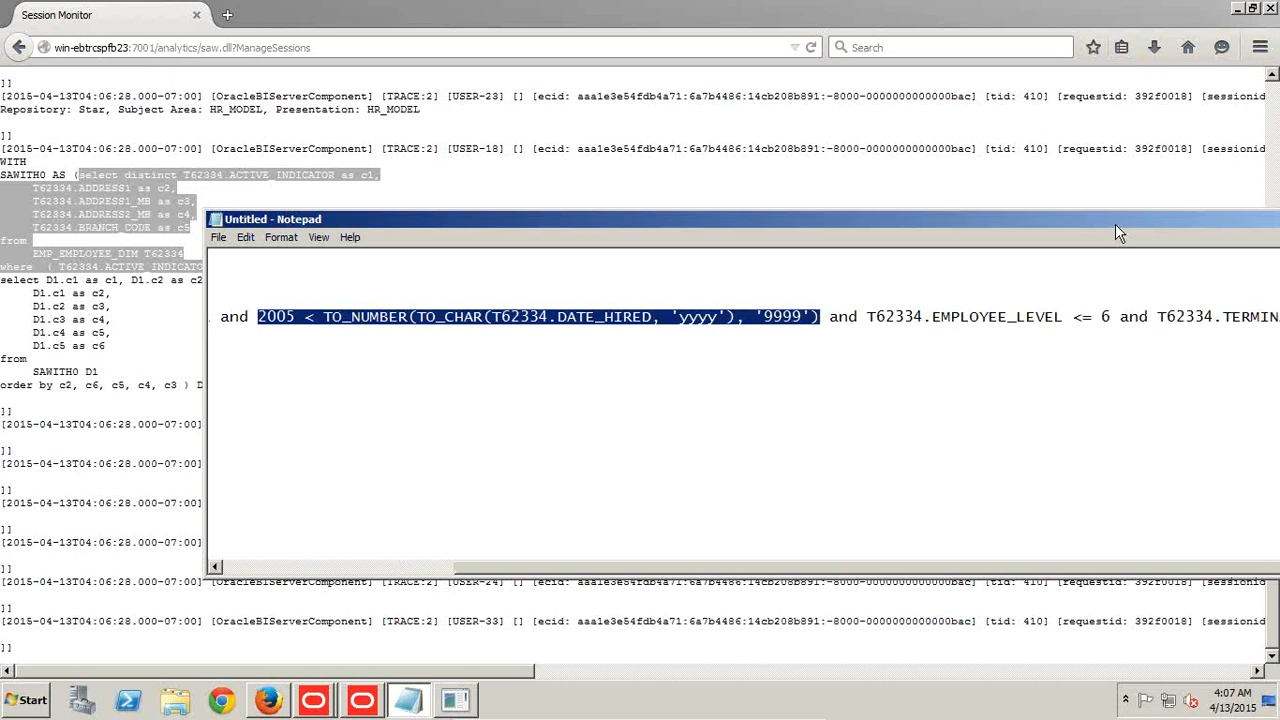 Session Monitor
win-ebtrcspfb23:7001/analytics/saw.dll?ManageSessions
Search
]]
[2015-04-13T04:06:28.000-07:00] [OracleBIServerComponent] [TRACE:2] [USER-23] [] [ecid: aaa1e3e54fdb4a71:6a7b4486:14cb208b891:-8000-0000000000000bac] [tid: 410] [requestid: 392f0018] [sessionid
Repository: Star, Subject Area: HR_MODEL, Presentation: HR_MODEL
]]
[2015-04-13T04:06:28.000-07:00] [OracleBIServerComponent] [TRACE:2] [USER-18] [] [ecid: aaa1e3e54fdb4a71:6a7b4486:14cb208b891:-8000-0000000000000bac] [tid: 410] [requestid: 392f0018] [sessionid
WITH
SAWITH0 AS (select distinct T62334.ACTIVE_INDICATOR as c1,
T62334.ADDRESS1 as c2,
T62334.ADDRESS1_MB as c3,
T62334.ADDRESS2_MB as c4,
T62334.BRANCH_CODE as c5
from
EMP_EMPLOYEE_DIM T62334
where ( T62334.ACTIVE_INDICATO
select D1.c1 as c1, D1.c2 as c2
D1.c1 as c2,
D1.c2 as c3,
D1.c3 as c4,
D1.c4 as c5,
D1.c5 as c6
from
SAWITH0 D1
order by c2, c6, c5, c4, c3 ) D
]]
[2015-04-13T04:06:28.000-07:00]
]]
[2015-04-13T04:06:28.000-07:00]
]]
[2015-04-13T04:06:28.000-07:00]
]]
[2015-04-13T04:06:28.000-07:00]
]]
[2015-04-13T04:06:28.000-07:00] [OracleBIServerComponent] [TRACE:2] [USER-24] [] [ecid: aaa1e3e54fdb4a71:6a7b4486:14cb208b891:-8000-0000000000000bac] [tid: 410] [requestid: 392f0018] [sessionid
]]
[2015-04-13T04:06:28.000-07:00] [OracleBIServerComponent] [TRACE:2] [USER-33] [] [ecid: aaa1e3e54fdb4a71:6a7b4486:14cb208b891:-8000-0000000000000bac] [tid: 410] [requestid: 392f0018] [sessionid
]]
Untitled - Notepad
File Edit Format View Help
and 2005 < TO_NUMBER(TO_CHAR(T62334.DATE_HIRED, 'yyyy'), '9999') and T62334.EMPLOYEE_LEVEL <= 6 and T62334.TERMIN
Start
4:07 AM
4/13/2015